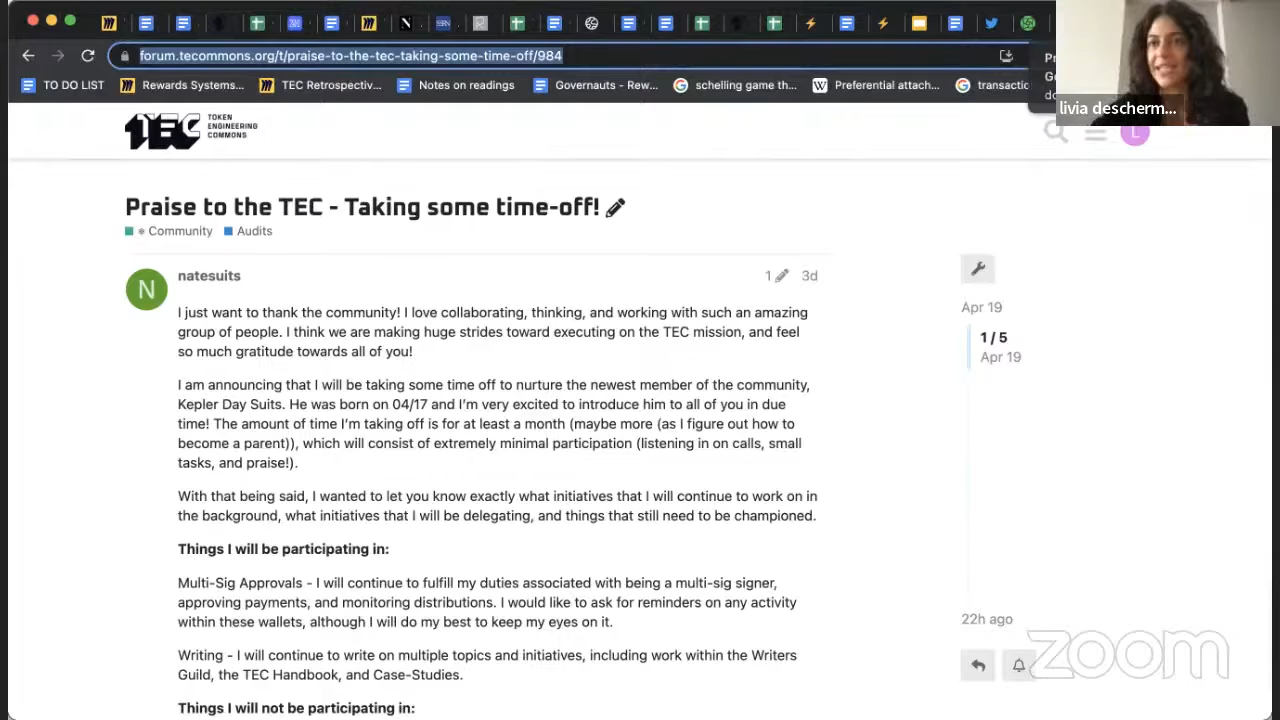 forum.tecommons.org/t/praise-to-the-tec-taking-some-time-off/984
TO DO LIST
Rewards Systems...
TEC Retrospectiv...
Notes on readings
Governauts - Rew...
schelling game th...
Preferential attach...
transactic
livia descherm...
TEC
TOKEN
ENGINEERING
COMMONS
L
Praise to the TEC - Taking some time-off!
Community
Audits
N
natesuits
1
3d
I just want to thank the community! I love collaborating, thinking, and working with such an amazing
group of people. I think we are making huge strides toward executing on the TEC mission, and feel
so much gratitude towards all of you!
I am announcing that I will be taking some time off to nurture the newest member of the community,
Kepler Day Suits. He was born on 04/17 and I'm very excited to introduce him to all of you in due
time! The amount of time I'm taking off is for at least a month (maybe more (as I figure out how to
become a parent)), which will consist of extremely minimal participation (listening in on calls, small
tasks, and praise!).
With that being said, I wanted to let you know exactly what initiatives that I will continue to work on in
the background, what initiatives that I will be delegating, and things that still need to be championed.
Things I will be participating in:
Multi-Sig Approvals - I will continue to fulfill my duties associated with being a multi-sig signer,
approving payments, and monitoring distributions. I would like to ask for reminders on any activity
within these wallets, although I will do my best to keep my eyes on it.
Writing - I will continue to write on multiple topics and initiatives, including work within the Writers
Guild, the TEC Handbook, and Case-Studies.
Things I will not be participating in:
Apr 19
1 / 5
Apr 19
22h ago
zoom